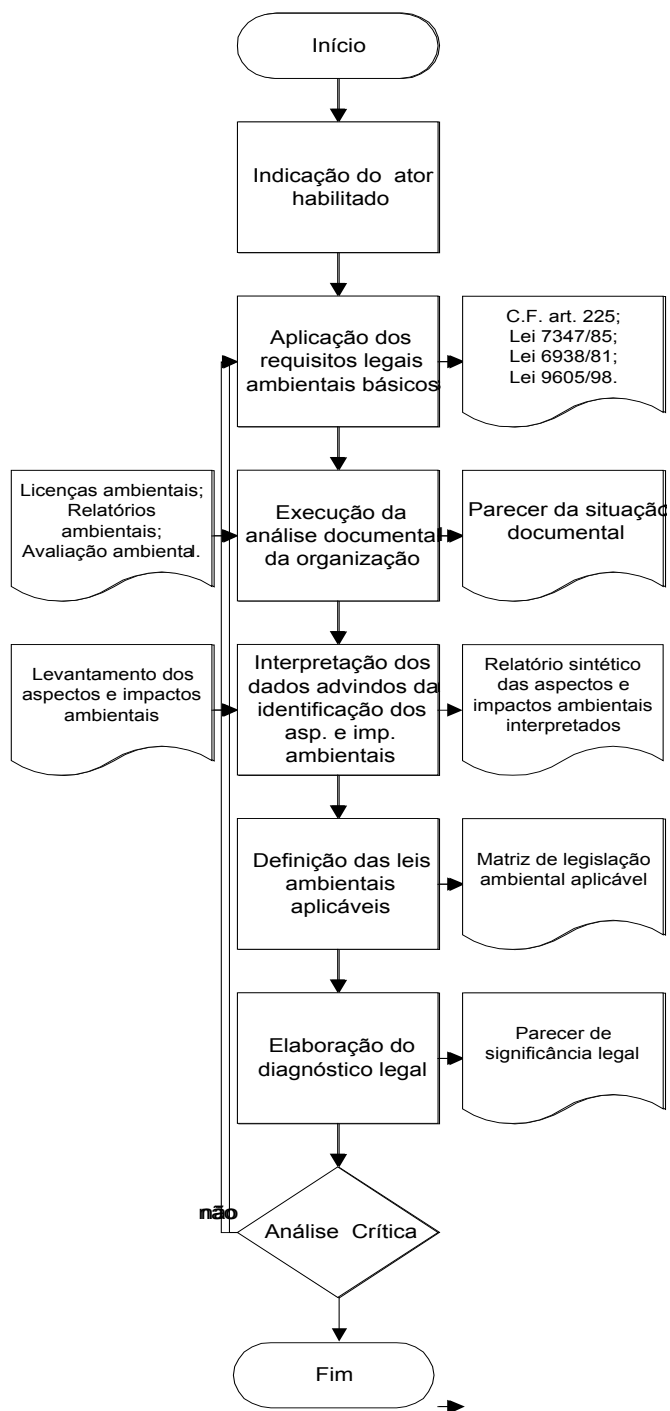 Início
Indicação do ator
habilitado
Aplicação dos
requisitos legais
ambientais básicos
C.F. art. 225;
Lei 7347/85;
Lei 6938/81;
Lei 9605/98.
Licenças ambientais;
Relatórios
ambientais;
Avaliação ambiental.
Execução da
análise documental
da organização
Parecer da situação
documental
Levantamento dos
aspectos e impactos
ambientais
Interpretação dos
dados advindos da
identificação dos
asp. e imp.
ambientais
Relatório sintético
das aspectos e
impactos ambientais
interpretados
Definição das leis
ambientais
aplicáveis
Matriz de legislação
ambiental aplicável
Elaboração do
diagnóstico legal
Parecer de
significância legal
não
Análise Crítica
Fim